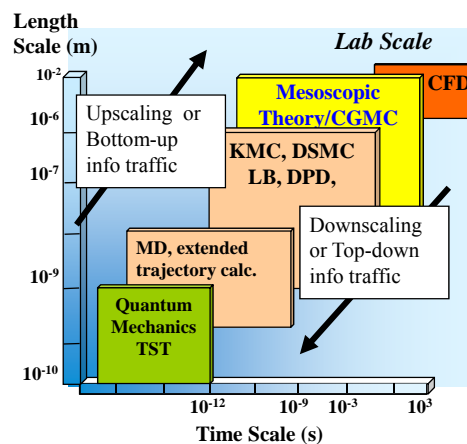 Length
Scale (m)
Lab Scale
10-2
10-6
10-7
10-9
10-10
Upscaling or
Bottom-up
info traffic
Mesoscopic
Theory/CGMC
CFD
KMC, DSMC
LB, DPD,
Downscaling
or Top-down
info traffic
MD, extended
trajectory calc.
Quantum
Mechanics
TST
10-12
10-9
10-3
103
Time Scale (s)